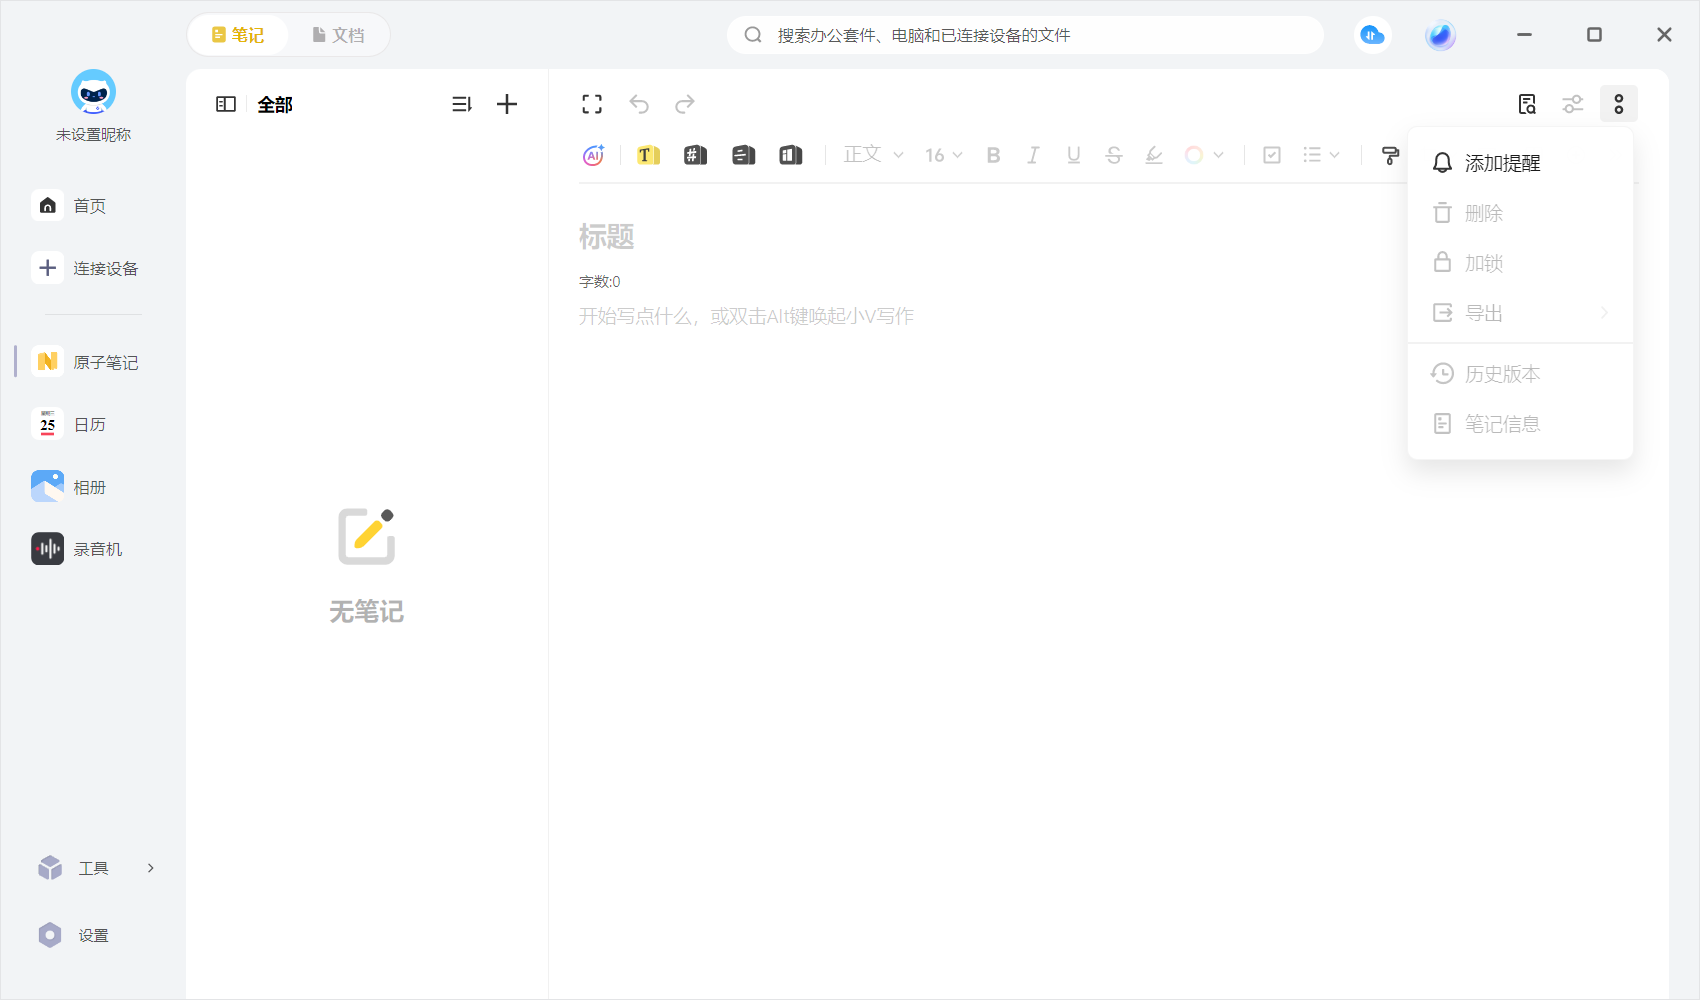 笔记
文档
搜索办公套件、电脑和已连接设备的文件
未设置昵称
首页
连接设备
原子笔记
25
日历
相册
录音机
工具
设置
全部
无笔记
AI
T
#
正文
16
B
I
U
S
标题
字数:0
开始写点什么，或双击Alt键唤起小V写作
添加提醒
删除
加锁
导出
历史版本
笔记信息